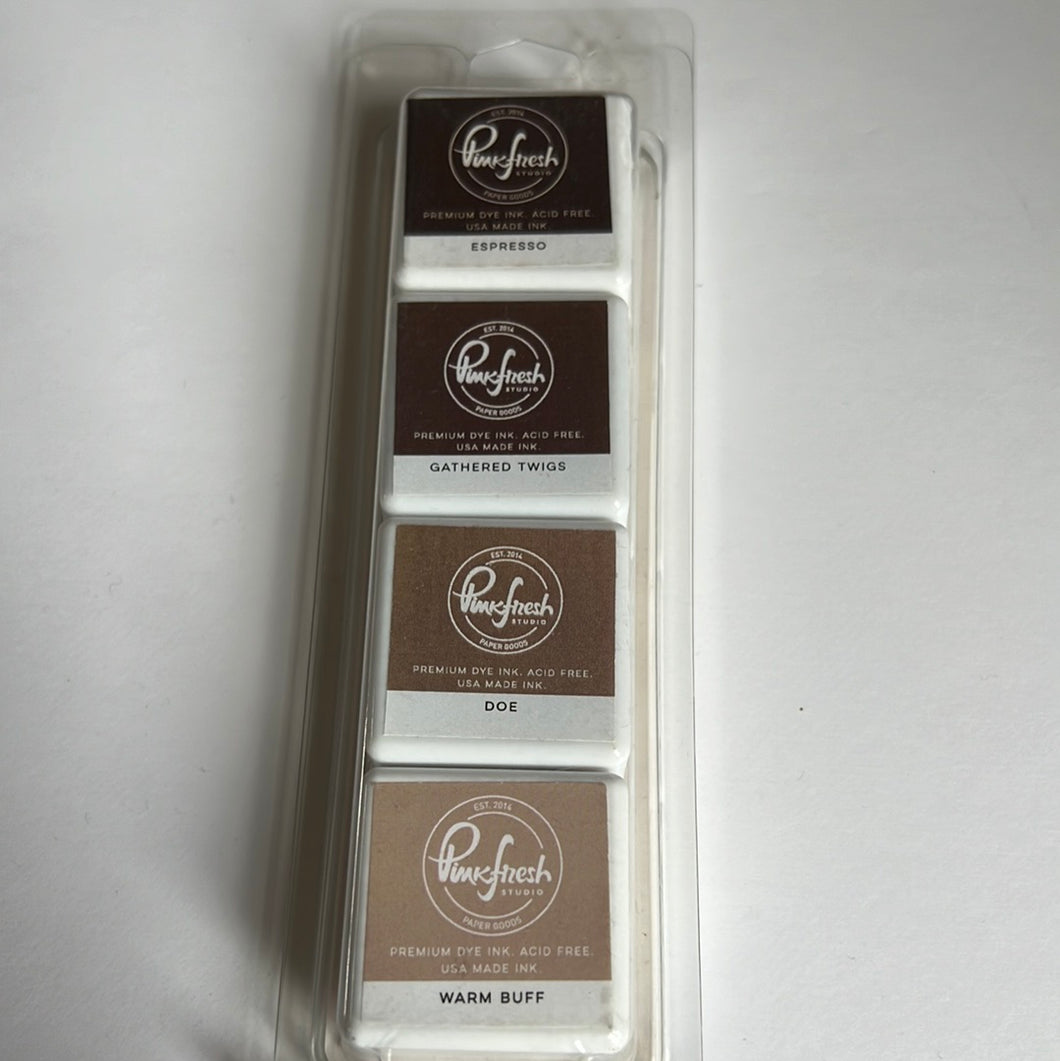 EST. 2014
Pinkfresh
STUDIO
PAPER GOODS
PREMIUM DYE INK. ACID FREE.
USA MADE INK.
ESPRESSO
EST. 2014
Pinkfresh
STUDIO
PAPER GOODS
PREMIUM DYE INK. ACID FREE.
USA MADE INK.
GATHERED TWIGS
EST. 2014
Pinkfresh
STUDIO
PAPER GOODS
PREMIUM DYE INK. ACID FREE.
USA MADE INK.
DOE
EST. 2014
Pinkfresh
STUDIO
PAPER GOODS
PREMIUM DYE INK. ACID FREE.
USA MADE INK.
WARM BUFF